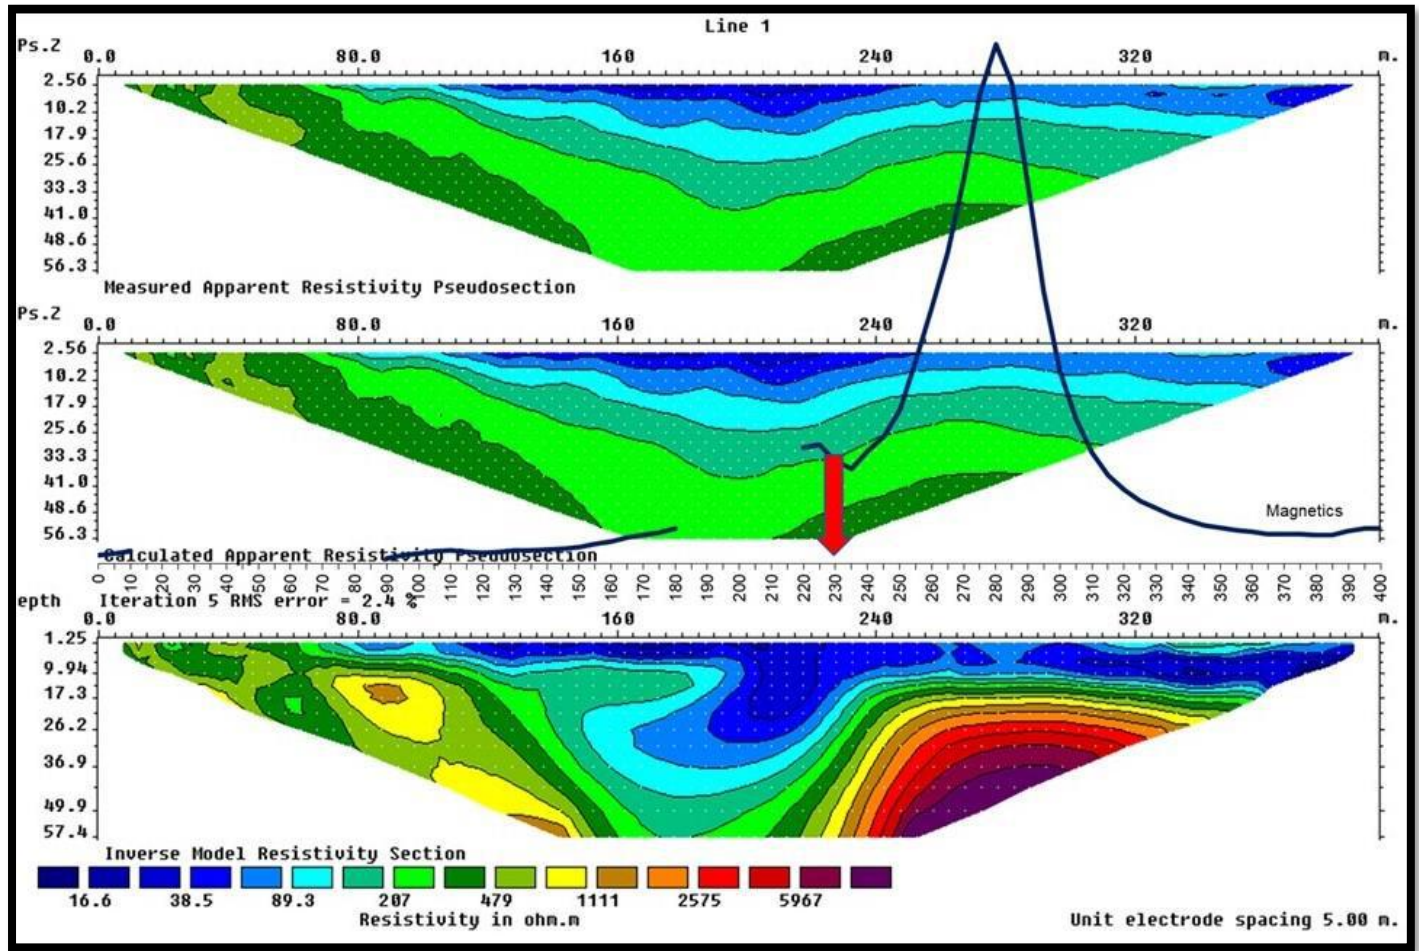 Line 1
Ps.Z 0.0 80.0 160 240 320 m.
2.56
10.2
17.9
25.6
33.3
41.0
48.6
56.3
Measured Apparent Resistivity Pseudosection
Ps.Z 0.0 80.0 160 240 320 m.
2.56
10.2
17.9
25.6
33.3
41.0
48.6
56.3
Magnetics
Calculated Apparent Resistivity Pseudosection
0 10 20 30 40 50 60 70 80 90 100 110 120 130 140 150 160 170 180 190 200 210 220 230 240 250 260 270 280 290 300 310 320 330 340 350 360 370 380 390 400
epth Iteration 5 RMS error = 2.4 %
0.0 80.0 160 240 320 m.
1.25
9.94
17.3
26.2
36.9
49.9
57.4
Inverse Model Resistivity Section
16.6 38.5 89.3 207 479 1111 2575 5967
Resistivity in ohm.m Unit electrode spacing 5.00 m.